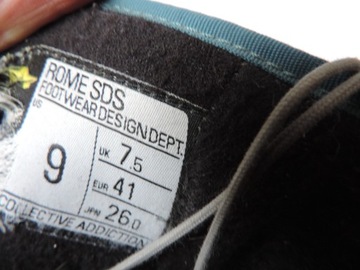 ROME SDS
FOOTWEAR DESIGN DEPT.
US 9
UK 7.5
EUR 41
JPN 26.0
COLLECTIVE ADDICTION